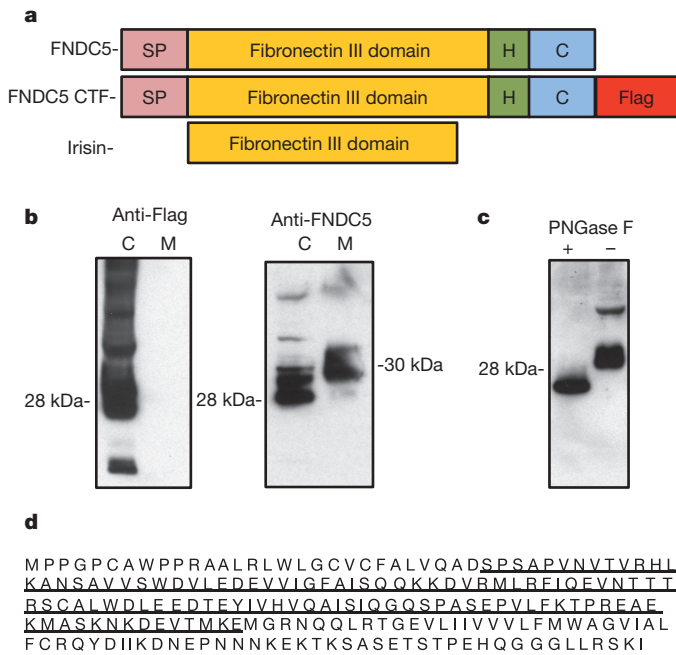 a
FNDC5- SP Fibronectin III domain H C
FNDC5 CTF- SP Fibronectin III domain H C Flag
Irisin- Fibronectin III domain
b
Anti-Flag
C M
28 kDa-
Anti-FNDC5
C M
-30 kDa
28 kDa-
c
PNGase F
+ –
28 kDa-
d
MPPGPCAWPPRAALRLWLGCVCFALVQADSPSAPVNVTVRHL
KANSAVVSWDVLEDEVVIGFAISQQKKDVRMLRFIQEVNTTT
RSCALWDLEEDTEYIVHVQAISIQGQSPASEPVLFKTPREAE
KMASKNKDEVTMKEMGRNQQLRTGEVLIIVVVLFMWAGVIAL
FCRQYDIIKDNEPNNNKEKTKSASETSTPEHQGGGLLRSKI